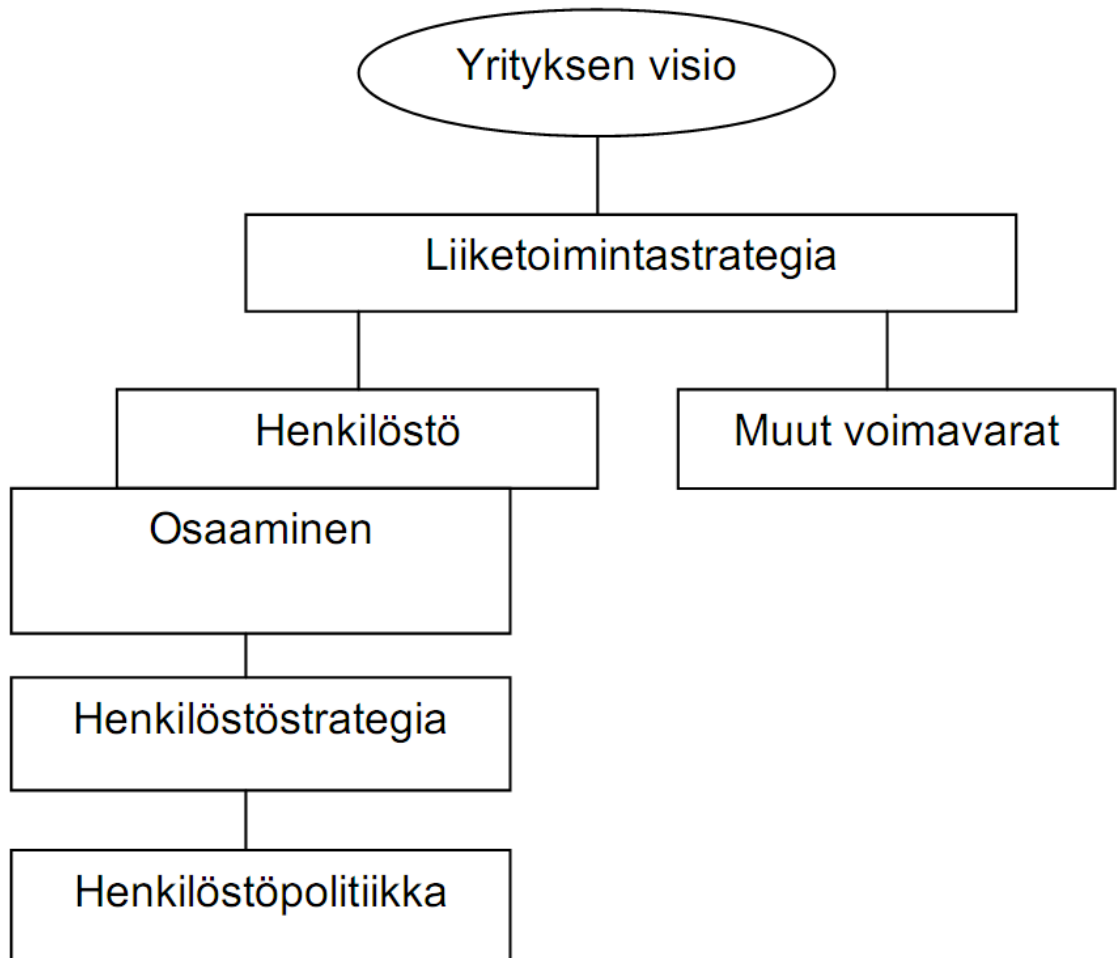 Yrityksen visio
Liiketoimintastrategia
Henkilöstö
Muut voimavarat
Osaaminen
Henkilöstöstrategia
Henkilöstöpolitiikka